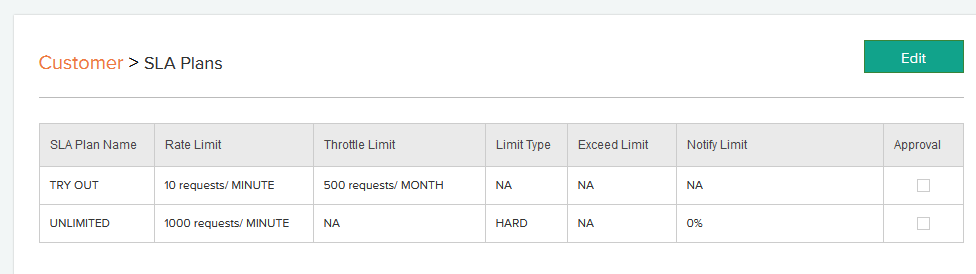 Customer > SLA Plans
Edit
SLA Plan Name Rate Limit Throttle Limit Limit Type Exceed Limit Notify Limit Approval
TRY OUT 10 requests/ MINUTE 500 requests/ MONTH NA NA NA
UNLIMITED 1000 requests/ MINUTE NA HARD NA 0%